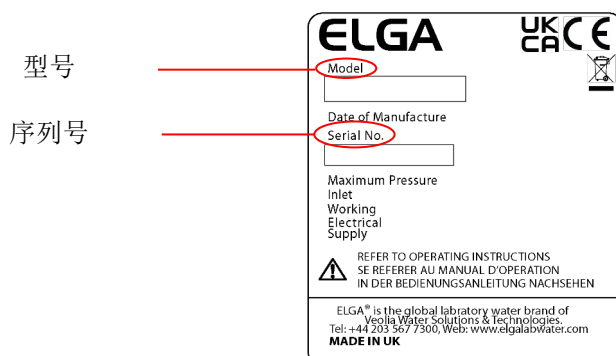 ELGA UK CA CE
型号
Model
Date of Manufacture
序列号
Serial No.
Maximum Pressure
Inlet
Working
Electrical
Supply
REFER TO OPERATING INSTRUCTIONS
SE REFERER AU MANUAL D'OPERATION
IN DER BEDIENUNGSANLEITUNG NACHSEHEN
ELGA® is the global labratory water brand of
Veolia Water Solutions & Technologies.
Tel: +44 203 567 7300, Web: www.elgalabwater.com
MADE IN UK